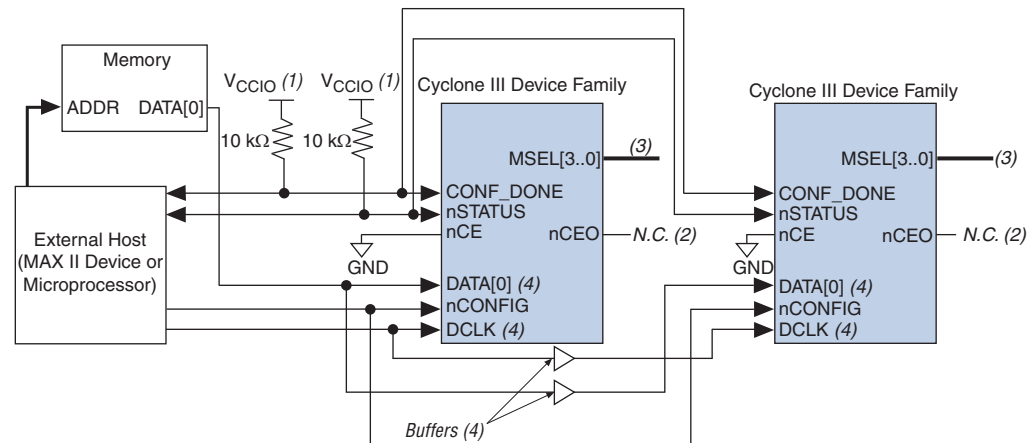 Memory
ADDR DATA[0]
VCCIO (1)
VCCIO (1)
10 kΩ
10 kΩ
External Host
(MAX II Device or
Microprocessor)
Cyclone III Device Family
MSEL[3..0]
(3)
CONF_DONE
nSTATUS
nCE
nCEO
N.C. (2)
GND
DATA[0] (4)
nCONFIG
DCLK (4)
Cyclone III Device Family
MSEL[3..0]
(3)
CONF_DONE
nSTATUS
nCE
nCEO
N.C. (2)
GND
DATA[0] (4)
nCONFIG
DCLK (4)
Buffers (4)